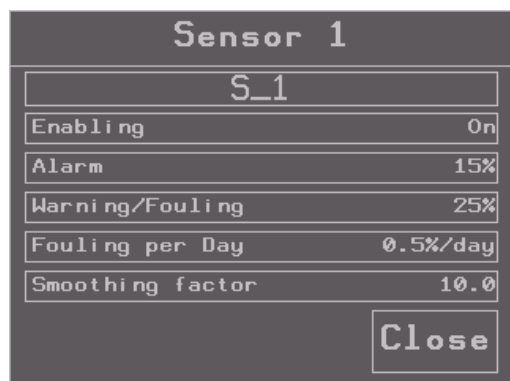 Sensor 1
S_1
Enabling On
Alarm 15%
Warning/Fouling 25%
Fouling per Day 0.5%/day
Smoothing factor 10.0
Close